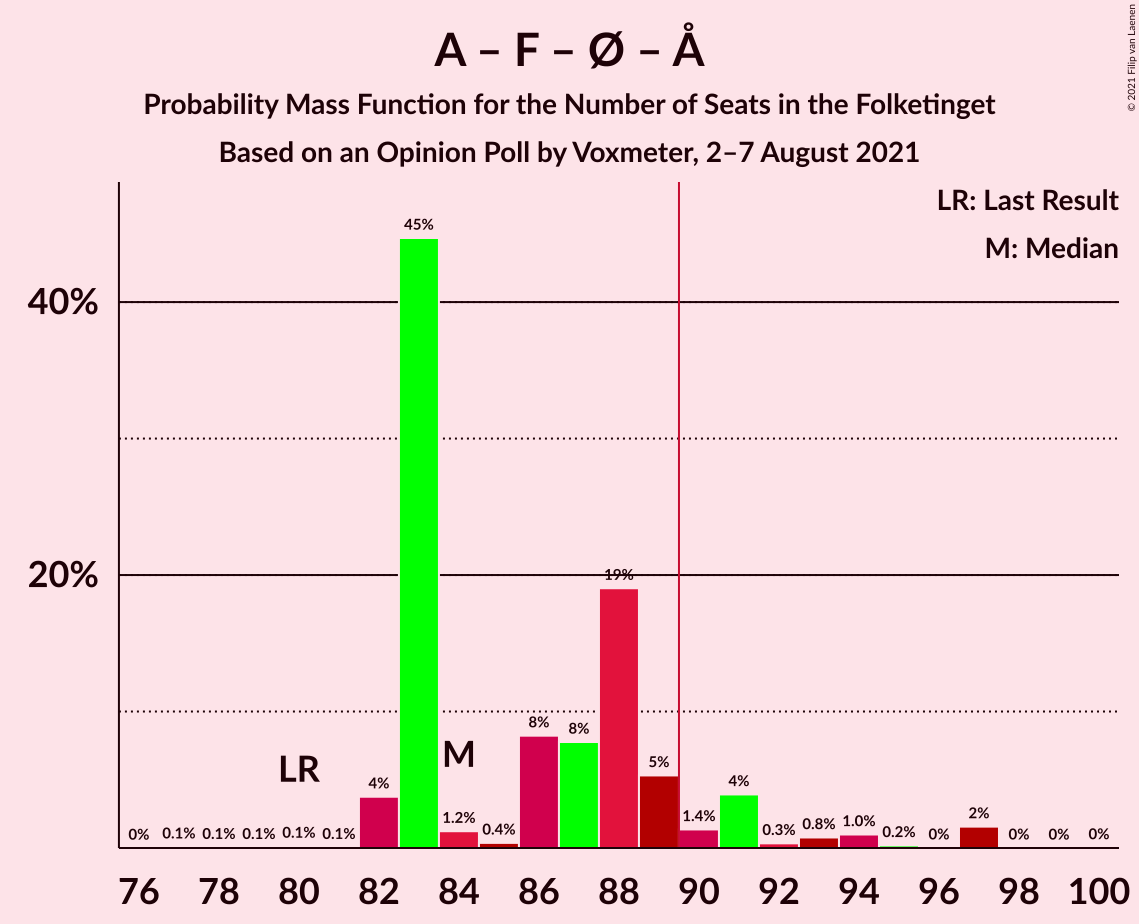 A – F – Ø – Å
Probability Mass Function for the Number of Seats in the Folketinget
Based on an Opinion Poll by Voxmeter, 2–7 August 2021
© 2021 Filip van Laenen
LR: Last Result
M: Median
40%
20%
0% 0.1% 0.1% 0.1% 0.1% 0.1% 4% 45% 1.2% 0.4% 8% 8% 19% 5% 1.4% 4% 0.3% 0.8% 1.0% 0.2% 0% 2% 0% 0% 0%
LR M
76 78 80 82 84 86 88 90 92 94 96 98 100